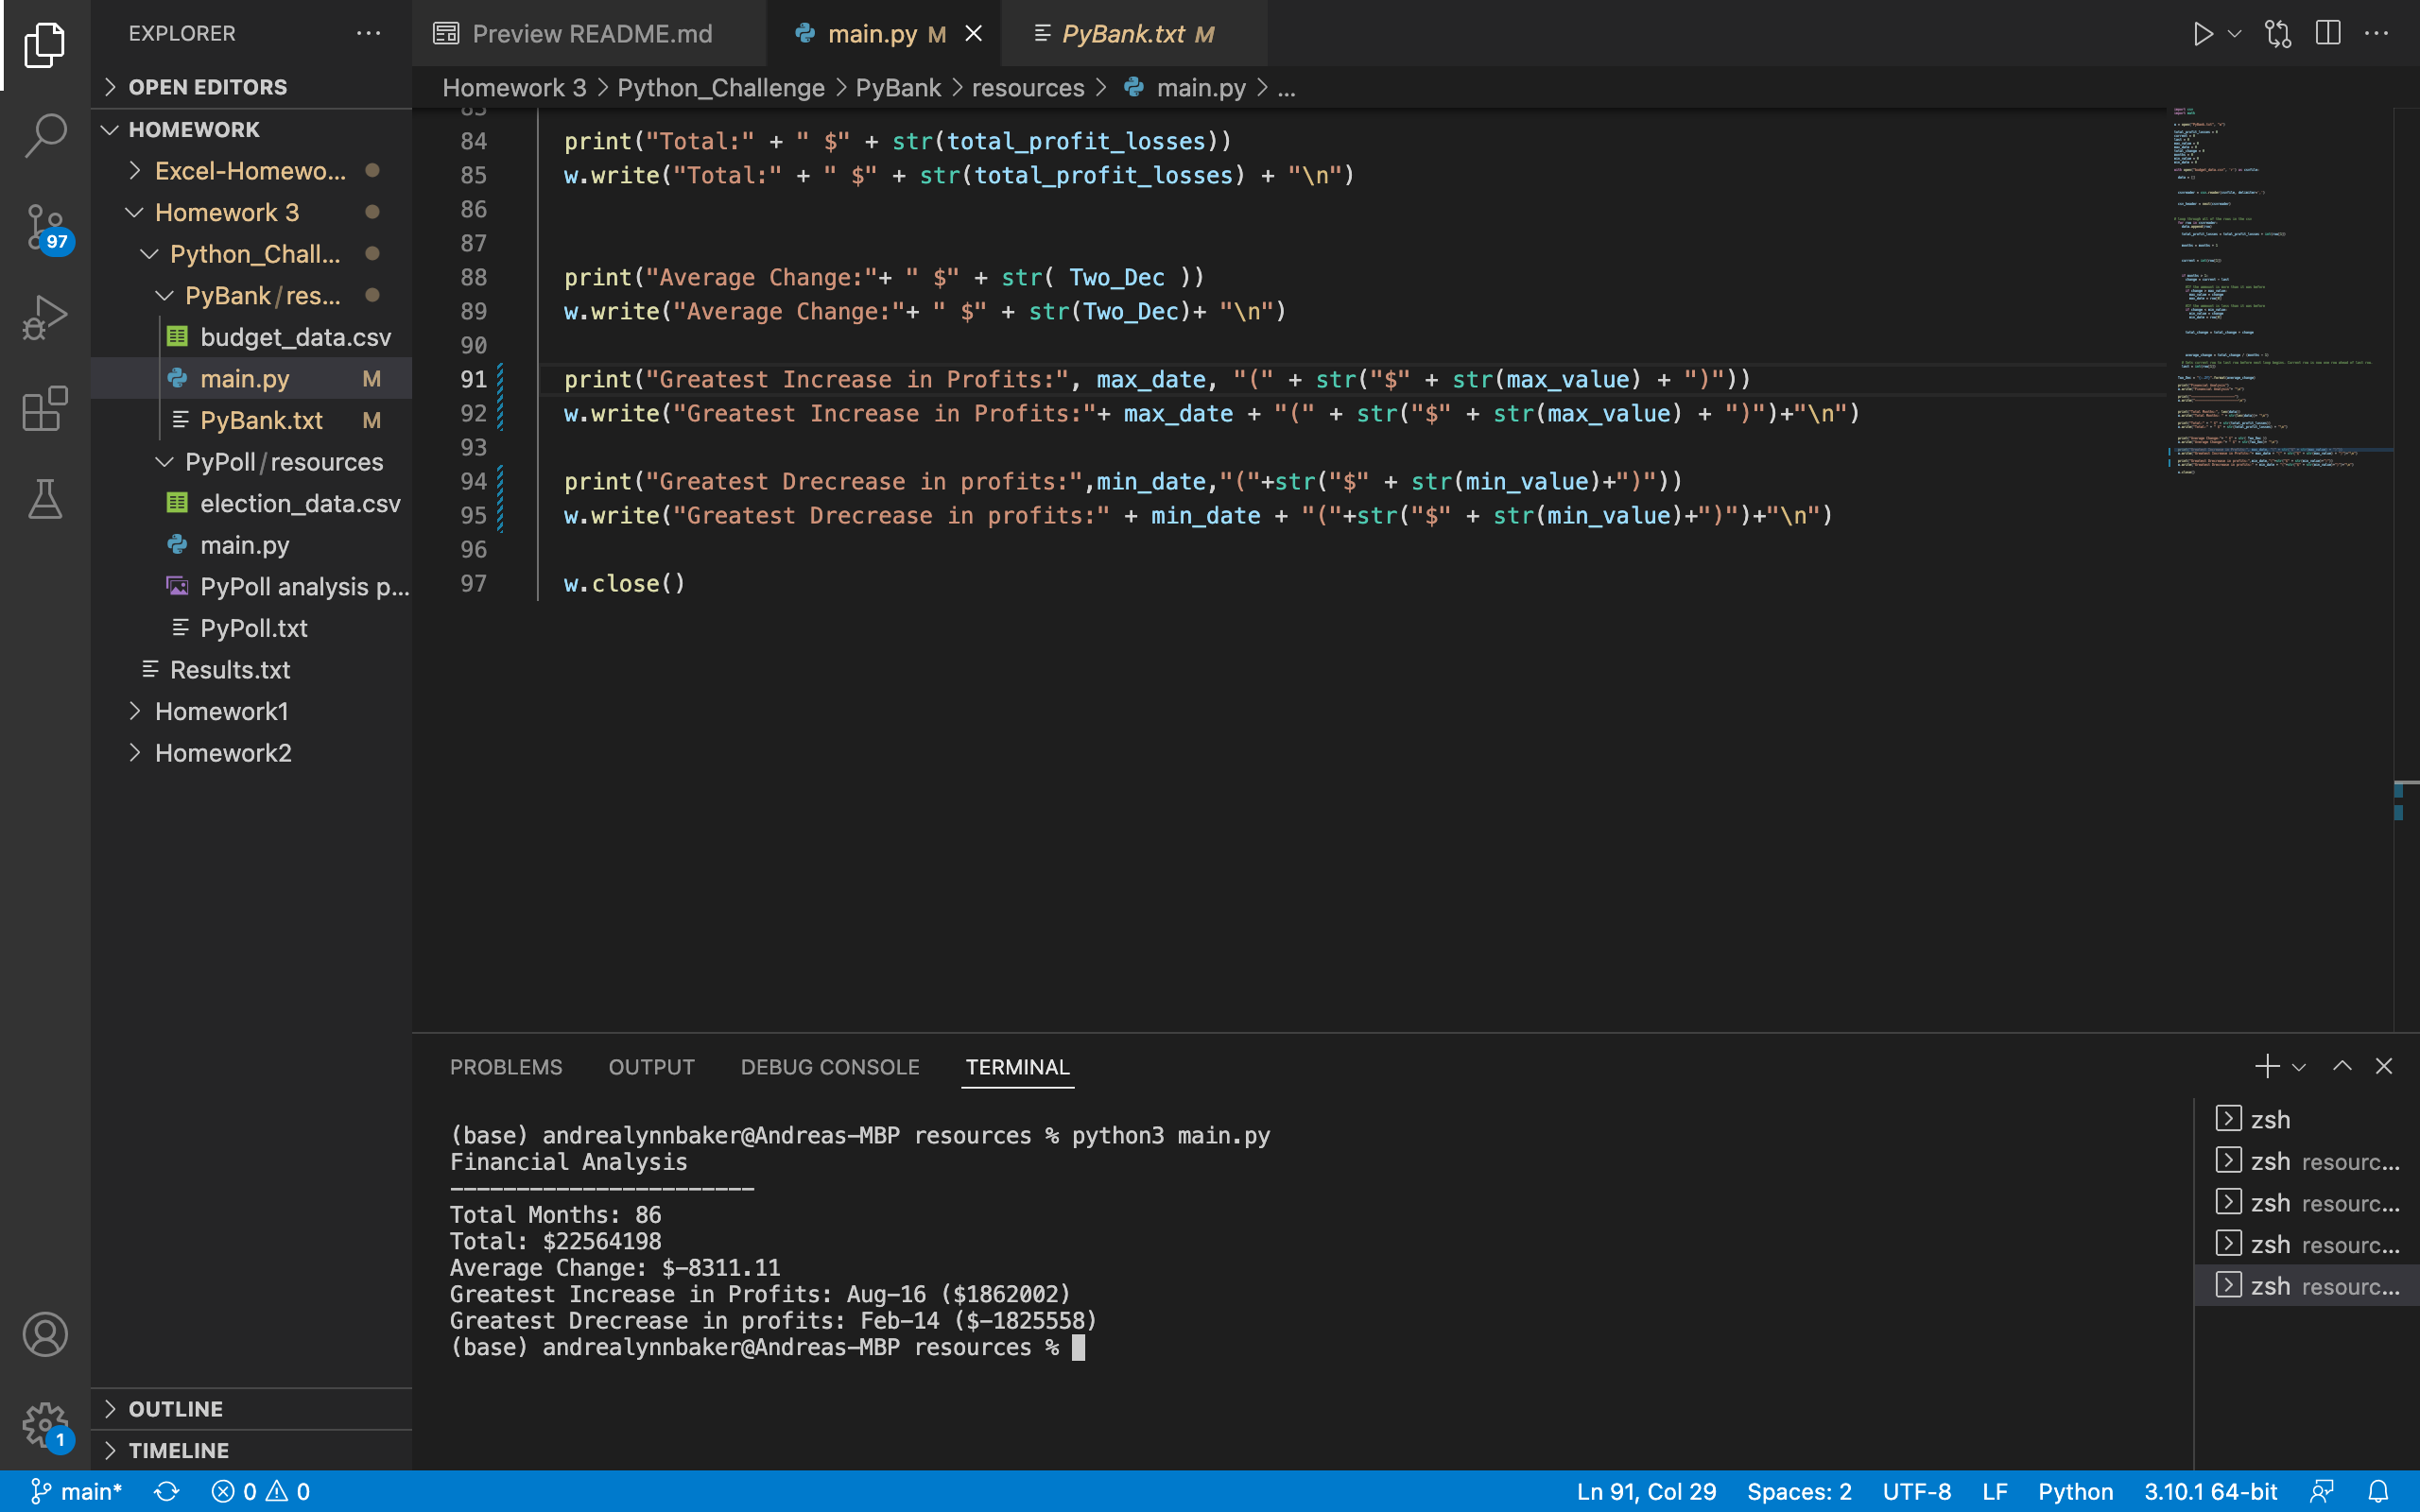 EXPLORER
OPEN EDITORS
HOMEWORK
Excel-Homewo...
Homework 3
Python_Chall...
PyBank/res...
budget_data.csv
main.py M
PyBank.txt M
PyPoll/resources
election_data.csv
main.py
PyPoll analysis p...
PyPoll.txt
Results.txt
Homework1
Homework2
OUTLINE
TIMELINE
97
1
Preview README.md
main.py M
PyBank.txt M
Homework 3 > Python_Challenge > PyBank > resources > main.py > ...
84 print("Total:" + " $" + str(total_profit_losses))
85 w.write("Total:" + " $" + str(total_profit_losses) + "\n")
86
87
88 print("Average Change:"+ " $" + str( Two_Dec ))
89 w.write("Average Change:"+ " $" + str(Two_Dec)+ "\n")
90
91 print("Greatest Increase in Profits:", max_date, "(" + str("$" + str(max_value) + ")"))
92 w.write("Greatest Increase in Profits:"+ max_date + "(" + str("$" + str(max_value) + ")")+"\n")
93
94 print("Greatest Drecrease in profits:",min_date,"("+str("$" + str(min_value)+")"))
95 w.write("Greatest Drecrease in profits:" + min_date + "("+str("$" + str(min_value)+")")+"\n")
96
97 w.close()
PROBLEMS OUTPUT DEBUG CONSOLE TERMINAL
(base) andrealynnbaker@Andreas-MBP resources % python3 main.py
Financial Analysis
-----------------------
Total Months: 86
Total: $22564198
Average Change: $-8311.11
Greatest Increase in Profits: Aug-16 ($1862002)
Greatest Drecrease in profits: Feb-14 ($-1825558)
(base) andrealynnbaker@Andreas-MBP resources %
zsh
zsh resourc...
zsh resourc...
zsh resourc...
zsh resourc...
main* 0 0 Ln 91, Col 29 Spaces: 2 UTF-8 LF Python 3.10.1 64-bit